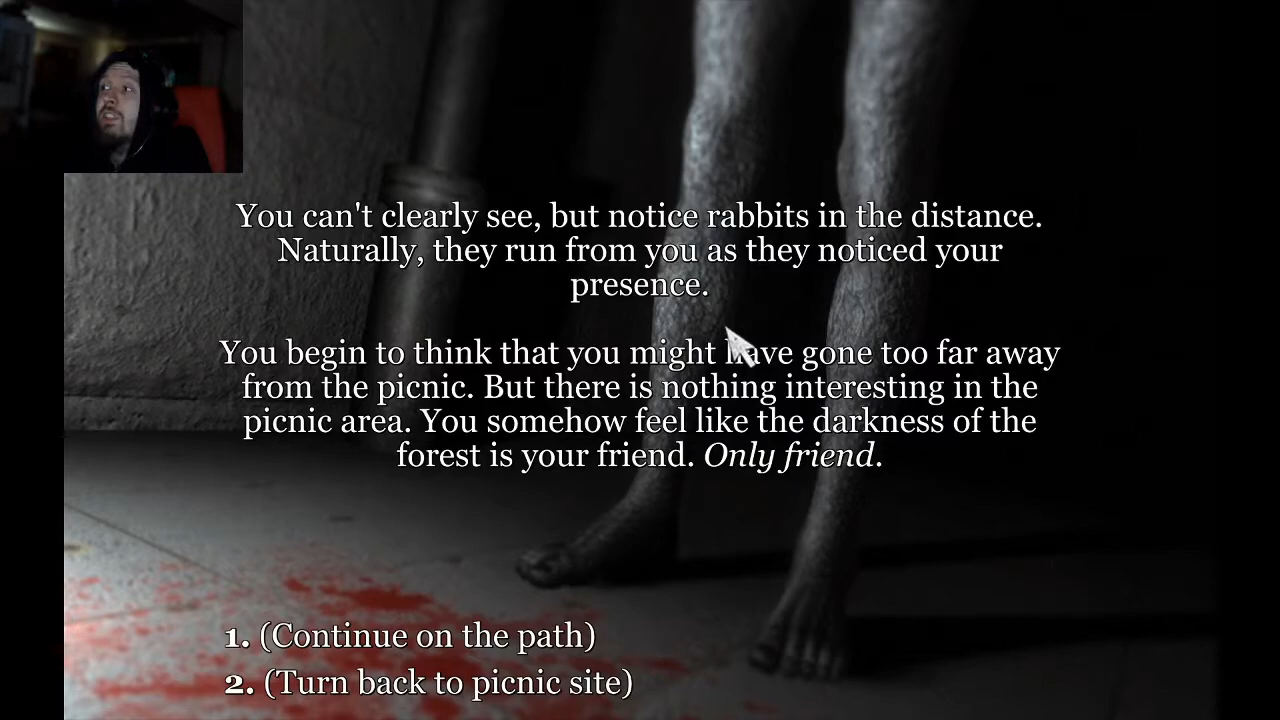 You can't clearly see, but notice rabbits in the distance.
Naturally, they run from you as they noticed your
presence.
You begin to think that you might have gone too far away
from the picnic. But there is nothing interesting in the
picnic area. You somehow feel like the darkness of the
forest is your friend. Only friend.
1. (Continue on the path)
2. (Turn back to picnic site)